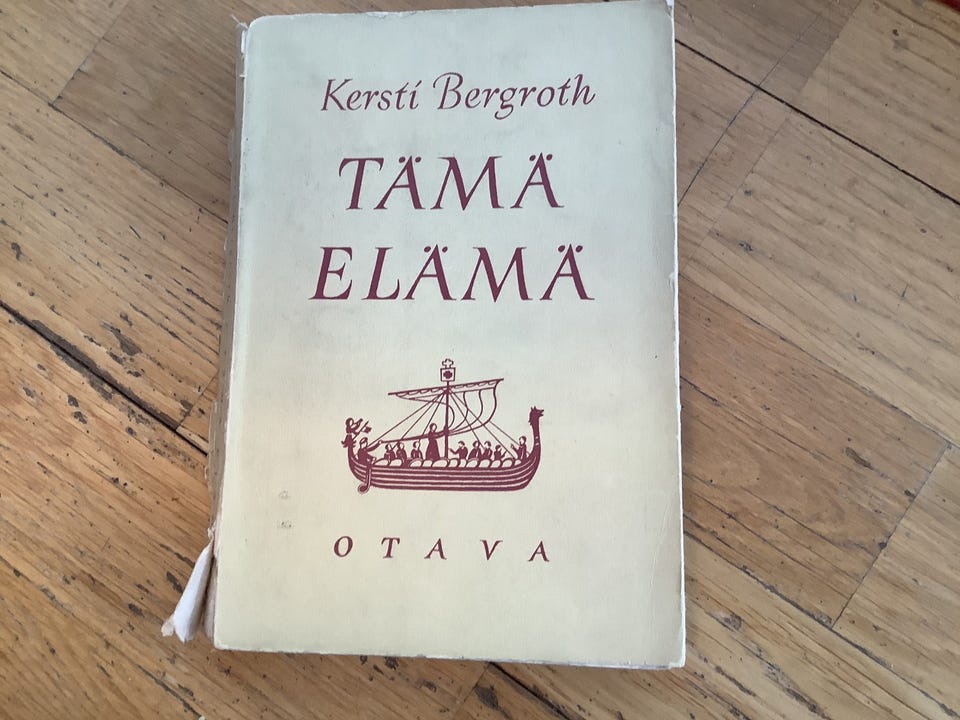 Kersti Bergroth
TÄMÄ
ELÄMÄ
OTAVA